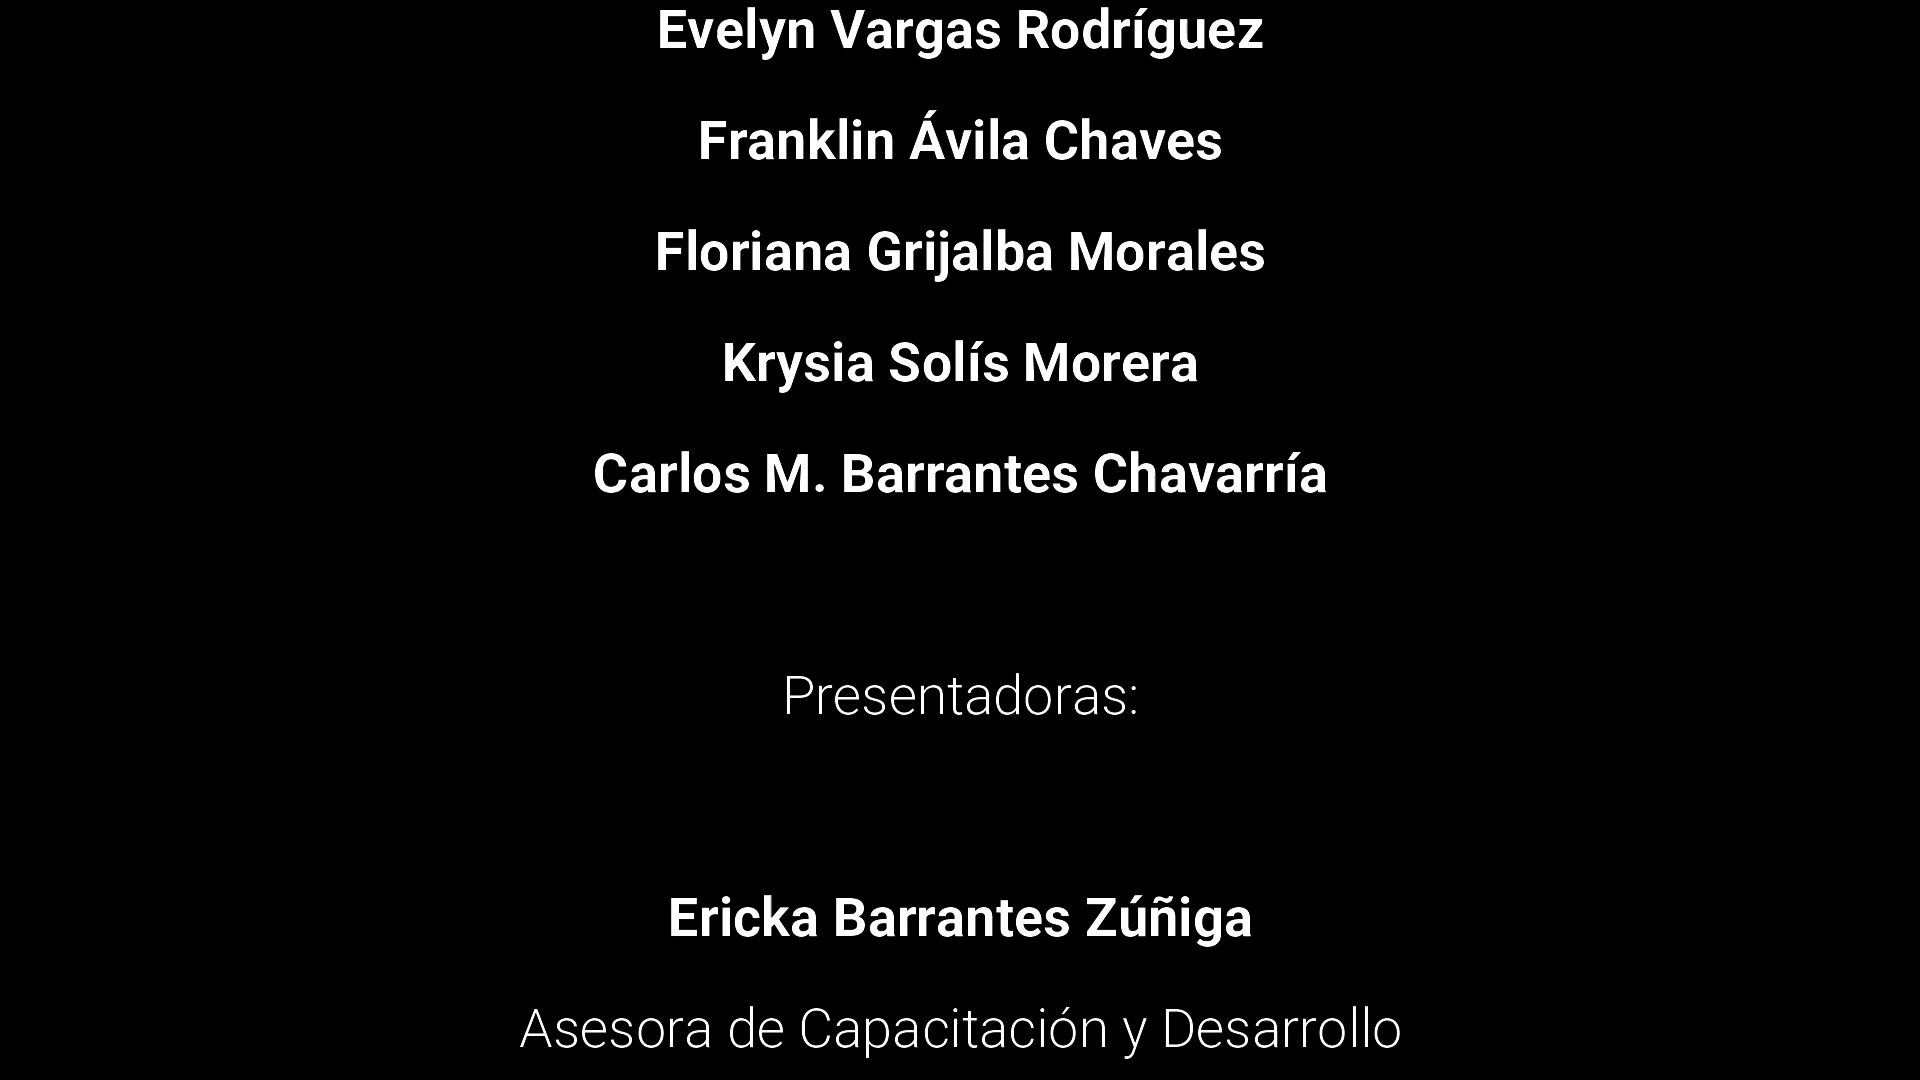 Evelyn Vargas Rodríguez
Franklin Ávila Chaves
Floriana Grijalba Morales
Krysia Solís Morera
Carlos M. Barrantes Chavarría
Presentadoras:
Ericka Barrantes Zúñiga
Asesora de Capacitación y Desarrollo